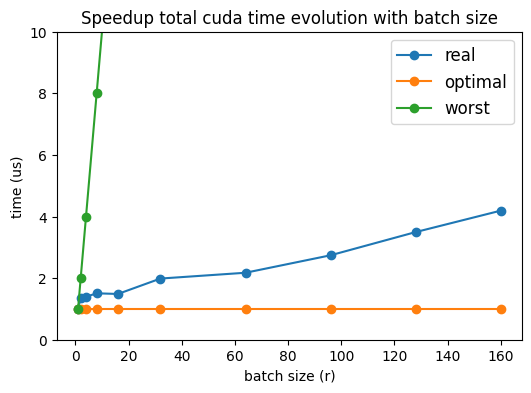 Speedup total cuda time evolution with batch size
10
8
6
4
2
0
time (us)
real
optimal
worst
0 20 40 60 80 100 120 140 160
batch size (r)